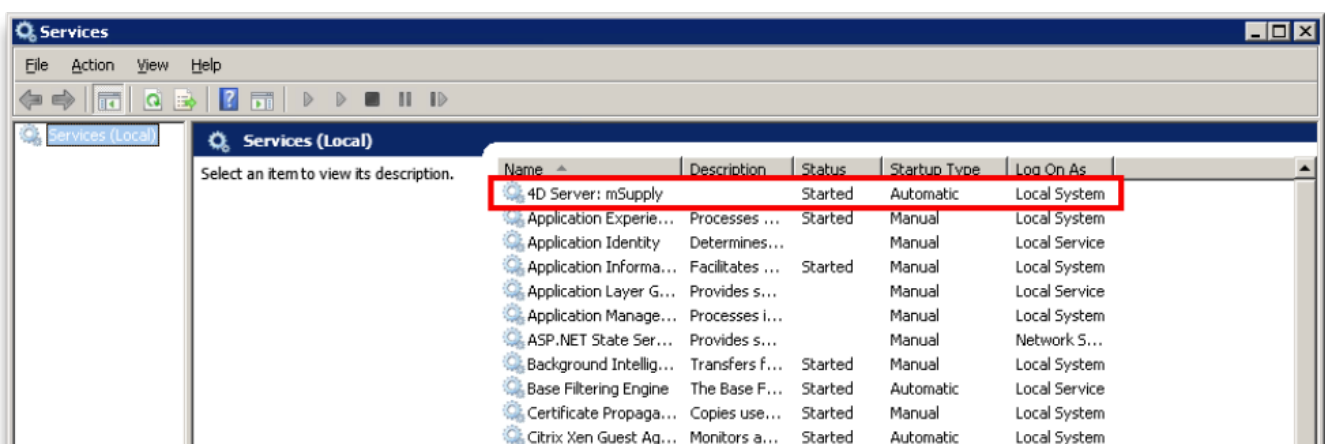 Services
File Action View Help
Services (Local)
Services (Local)
Select an item to view its description.
Name Description Status Startup Type Log On As
4D Server: mSupply Started Automatic Local System
Application Experie... Processes ... Started Manual Local System
Application Identity Determines... Manual Local Service
Application Informa... Facilitates ... Started Manual Local System
Application Layer G... Provides s... Manual Local Service
Application Manage... Processes i... Manual Local System
ASP.NET State Ser... Provides s... Manual Network S...
Background Intellig... Transfers f... Started Manual Local System
Base Filtering Engine The Base F... Started Automatic Local Service
Certificate Propaga... Copies use... Started Manual Local System
Citrix Xen Guest Ag... Monitors a... Started Automatic Local System